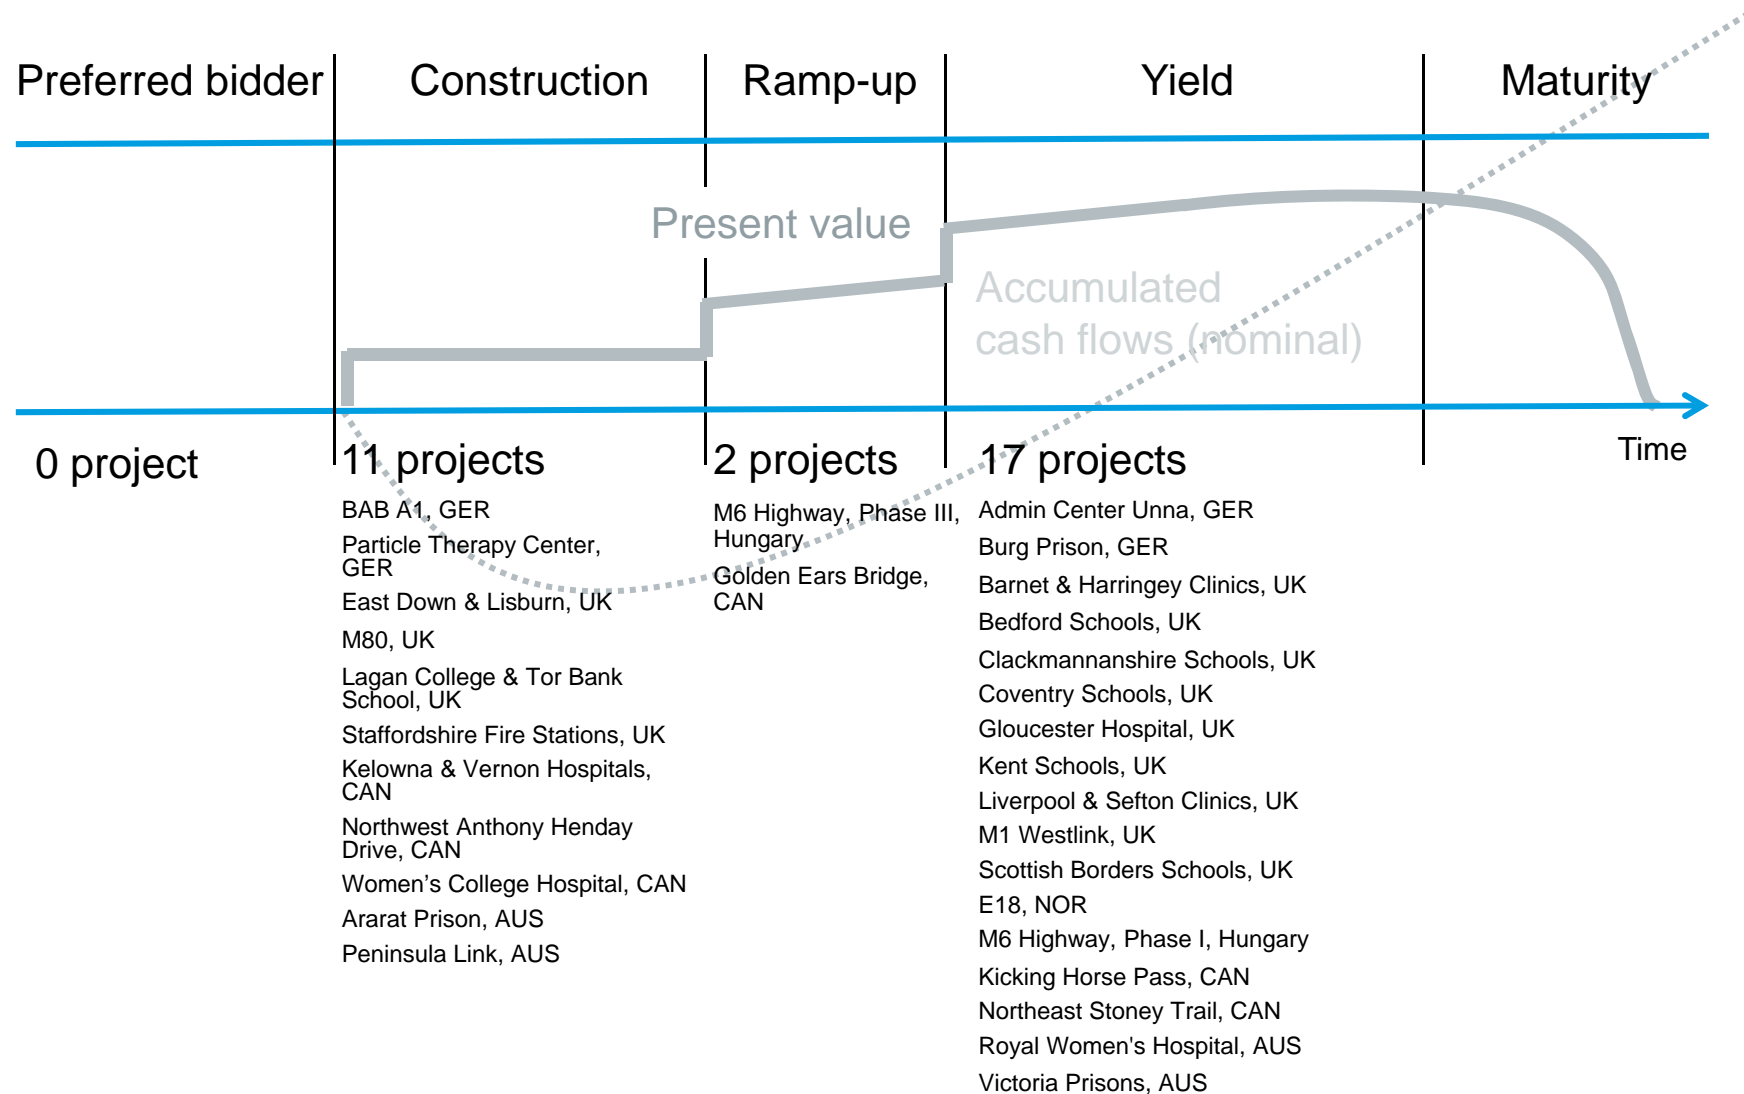 Preferred bidder
Construction
Ramp-up
Yield
Maturity
Present value
Accumulated
cash flows (nominal)
Time
0 project
11 projects
BAB A1, GER
Particle Therapy Center,
GER
East Down & Lisburn, UK
M80, UK
Lagan College & Tor Bank
School, UK
Staffordshire Fire Stations, UK
Kelowna & Vernon Hospitals,
CAN
Northwest Anthony Henday
Drive, CAN
Women’s College Hospital, CAN
Ararat Prison, AUS
Peninsula Link, AUS
2 projects
M6 Highway, Phase III,
Hungary
Golden Ears Bridge,
CAN
17 projects
Admin Center Unna, GER
Burg Prison, GER
Barnet & Harringey Clinics, UK
Bedford Schools, UK
Clackmannanshire Schools, UK
Coventry Schools, UK
Gloucester Hospital, UK
Kent Schools, UK
Liverpool & Sefton Clinics, UK
M1 Westlink, UK
Scottish Borders Schools, UK
E18, NOR
M6 Highway, Phase I, Hungary
Kicking Horse Pass, CAN
Northeast Stoney Trail, CAN
Royal Women's Hospital, AUS
Victoria Prisons, AUS